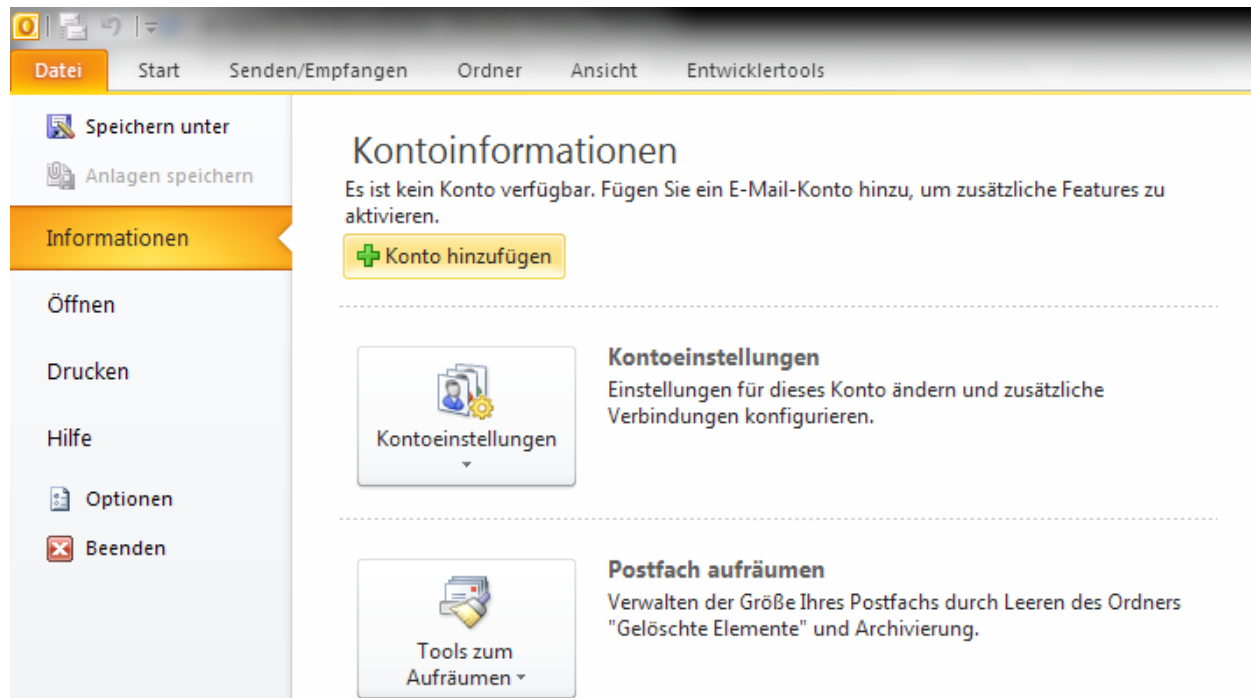 Datei Start Senden/Empfangen Ordner Ansicht Entwicklertools
Speichern unter
Anlagen speichern
Informationen
Öffnen
Drucken
Hilfe
Optionen
Beenden
Kontoinformationen
Es ist kein Konto verfügbar. Fügen Sie ein E-Mail-Konto hinzu, um zusätzliche Features zu
aktivieren.
Konto hinzufügen
Kontoeinstellungen
Kontoeinstellungen
Einstellungen für dieses Konto ändern und zusätzliche
Verbindungen konfigurieren.
Tools zum
Aufräumen
Postfach aufräumen
Verwalten der Größe Ihres Postfachs durch Leeren des Ordners
"Gelöschte Elemente" und Archivierung.